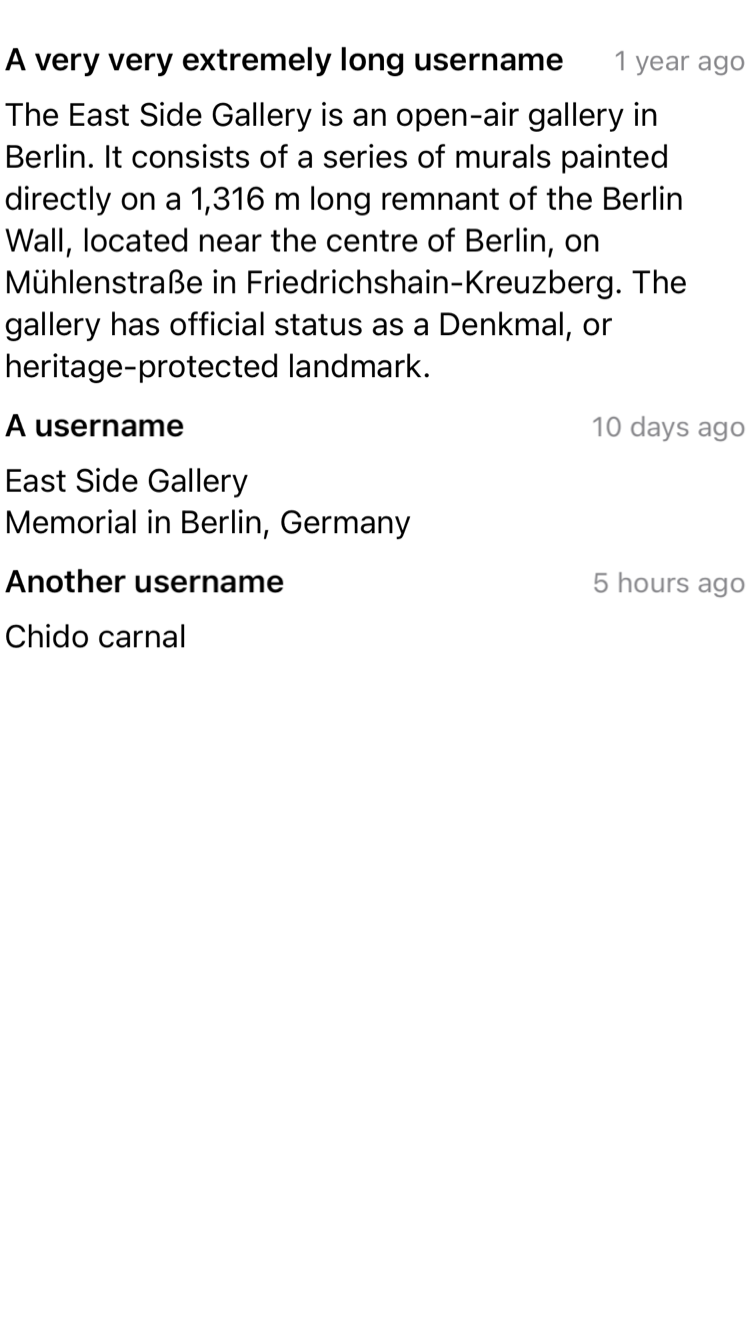 A very very extremely long username 1 year ago
The East Side Gallery is an open-air gallery in
Berlin. It consists of a series of murals painted
directly on a 1,316 m long remnant of the Berlin
Wall, located near the centre of Berlin, on
Mühlenstraße in Friedrichshain-Kreuzberg. The
gallery has official status as a Denkmal, or
heritage-protected landmark.
A username 10 days ago
East Side Gallery
Memorial in Berlin, Germany
Another username 5 hours ago
Chido carnal